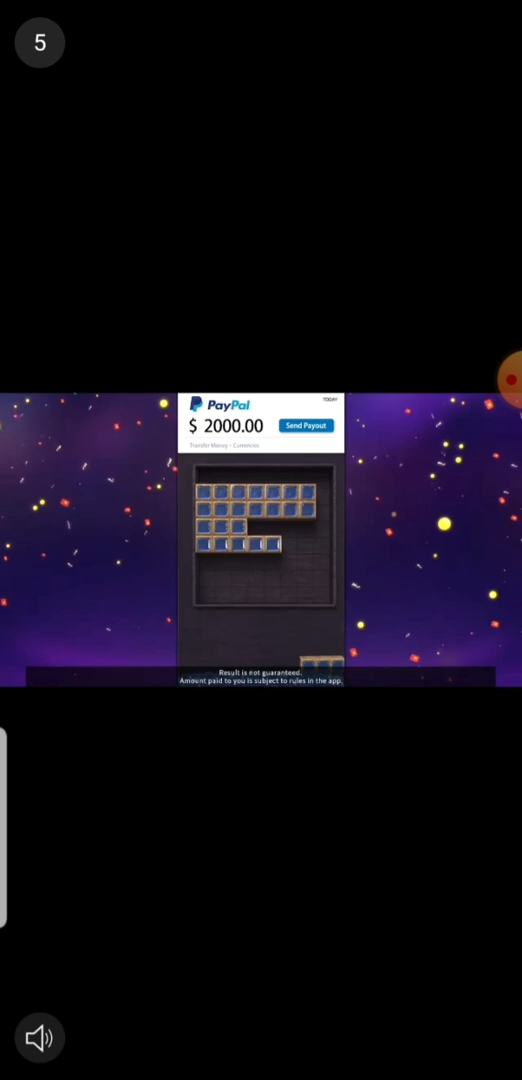 5
PayPal
TODAY
$ 2000.00
Send Payout
Transfer Money - Currencies
Result is not guaranteed.
Amount paid to you is subject to rules in the app.